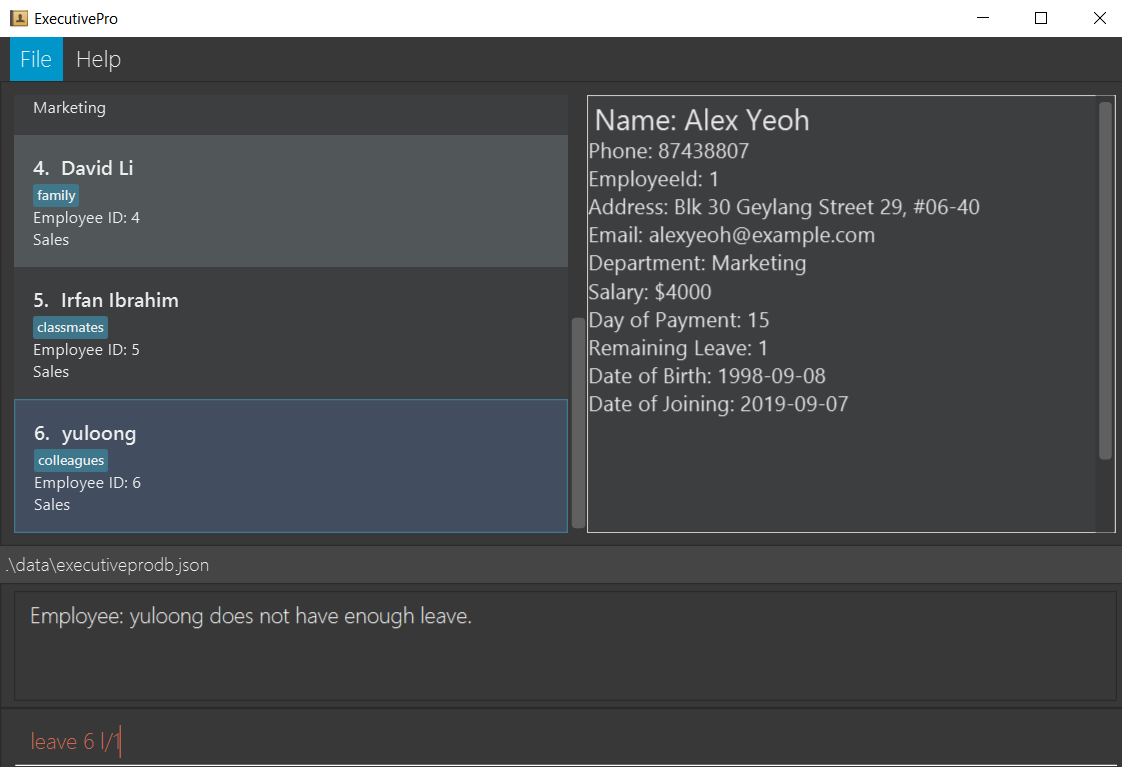 ExecutivePro
File Help
Marketing
4. David Li
family
Employee ID: 4
Sales
5. Irfan Ibrahim
classmates
Employee ID: 5
Sales
6. yuloong
colleagues
Employee ID: 6
Sales
Name: Alex Yeoh
Phone: 87438807
EmployeeId: 1
Address: Blk 30 Geylang Street 29, #06-40
Email: alexyeoh@example.com
Department: Marketing
Salary: $4000
Day of Payment: 15
Remaining Leave: 1
Date of Birth: 1998-09-08
Date of Joining: 2019-09-07
.\data\executiveprodb.json
Employee: yuloong does not have enough leave.
leave 6 l/1